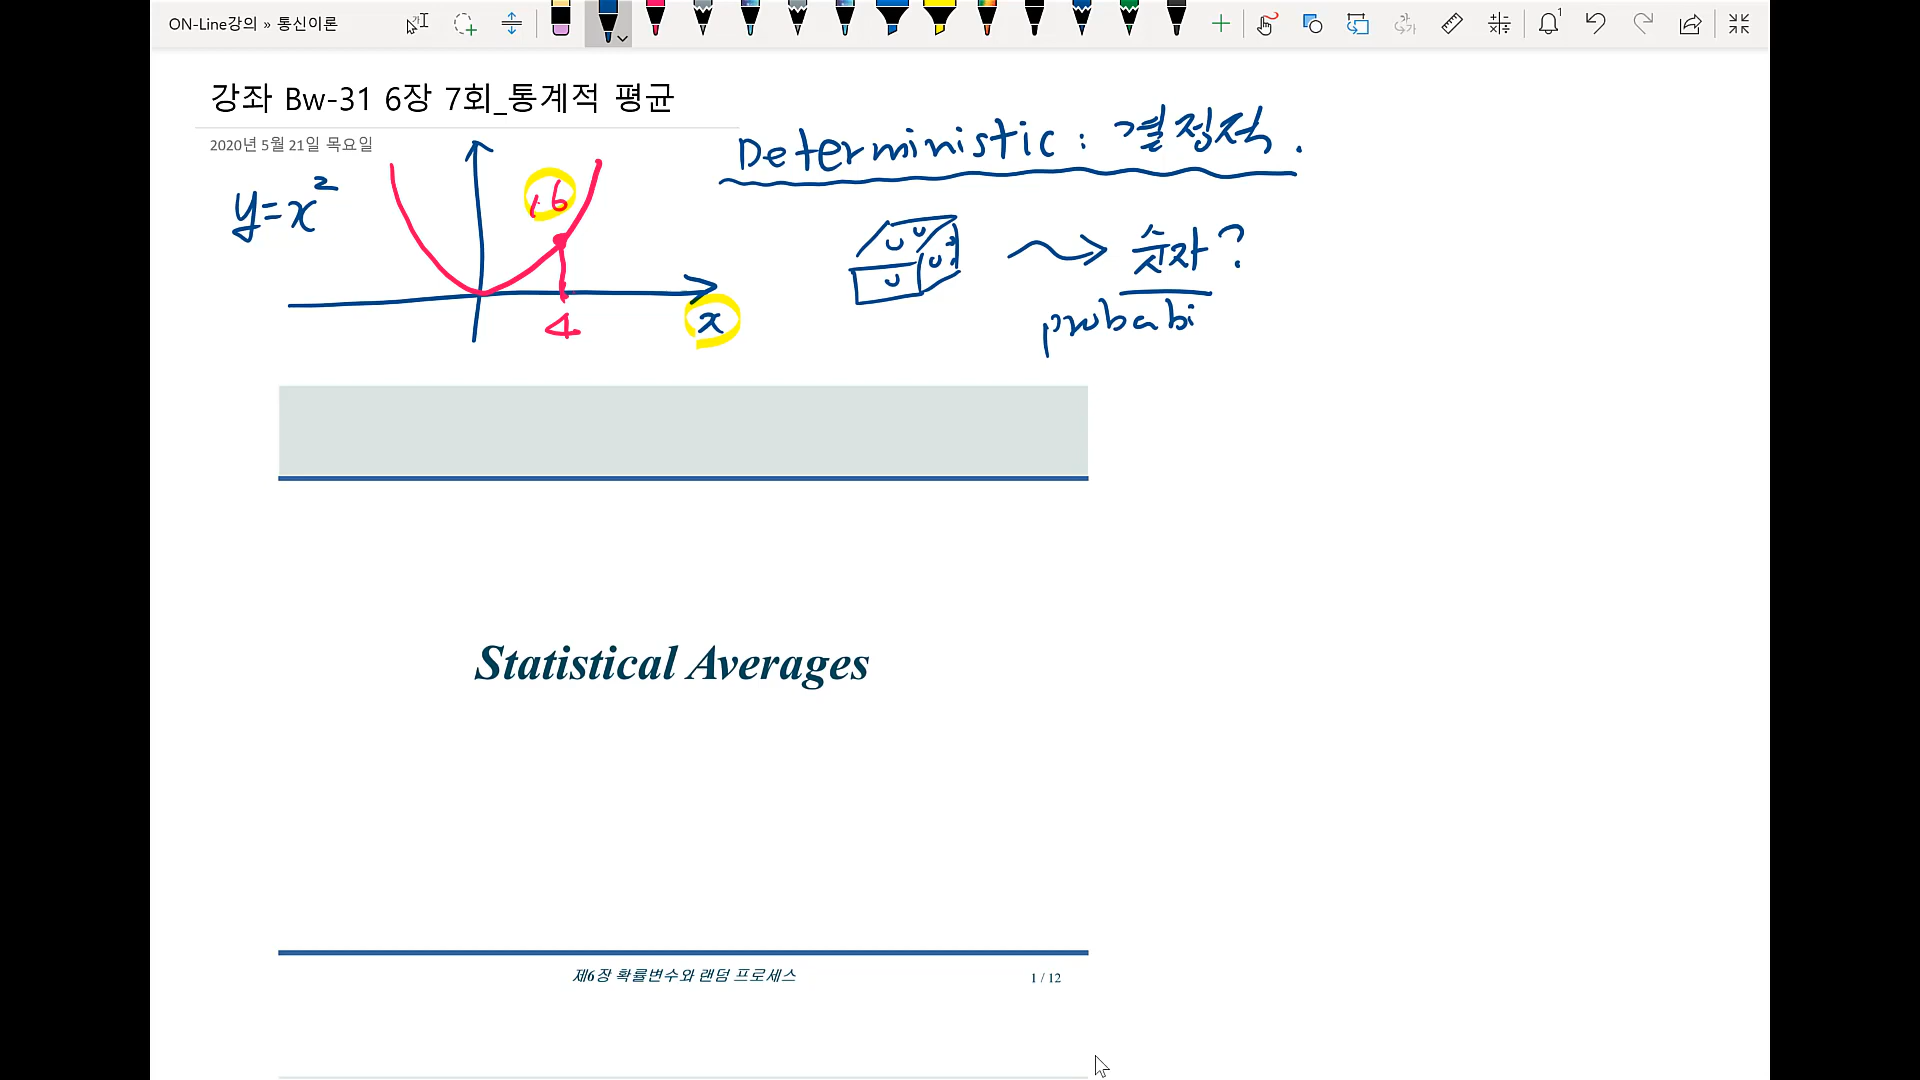 ON-Line강의 » 통신이론
강좌 Bw-31 6장 7회_통계적 평균
2020년 5월 21일 목요일
Deterministic : 결정적.
y=x²
16
4
x
숫자?
probabi
Statistical Averages
제6장 확률변수와 랜덤 프로세스
1 / 12